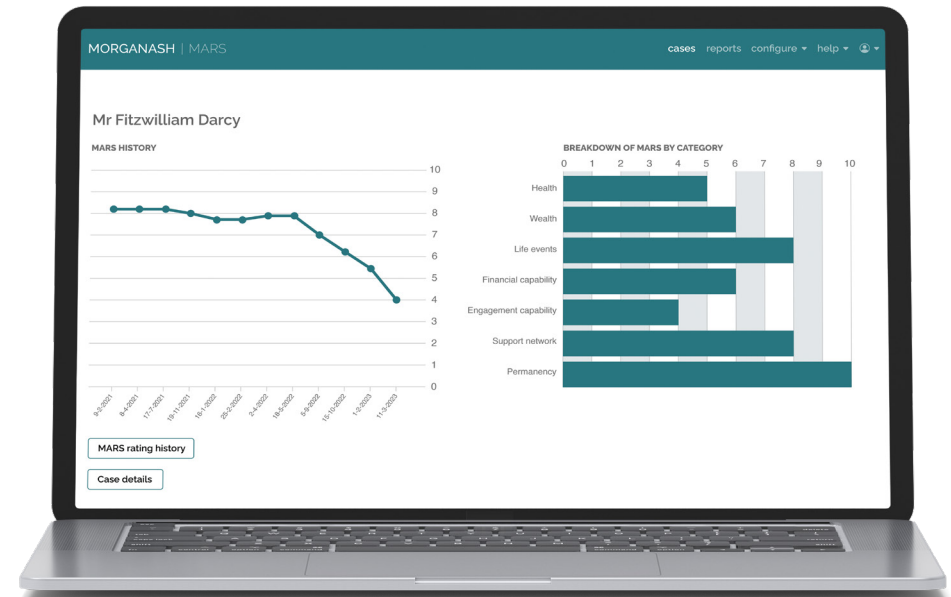 MORGANASH | MARS
cases reports configure help
Mr Fitzwilliam Darcy
MARS HISTORY
10
9
8
7
6
5
4
3
2
1
0
9-2-2021 8-4-2021 17-7-2021 19-11-2021 16-1-2022 25-2-2022 2-4-2022 18-5-2022 5-9-2022 15-10-2022 1-2-2023 11-3-2023
BREAKDOWN OF MARS BY CATEGORY
0 1 2 3 4 5 6 7 8 9 10
Health
Wealth
Life events
Financial capability
Engagement capability
Support network
Permanency
MARS rating history
Case details